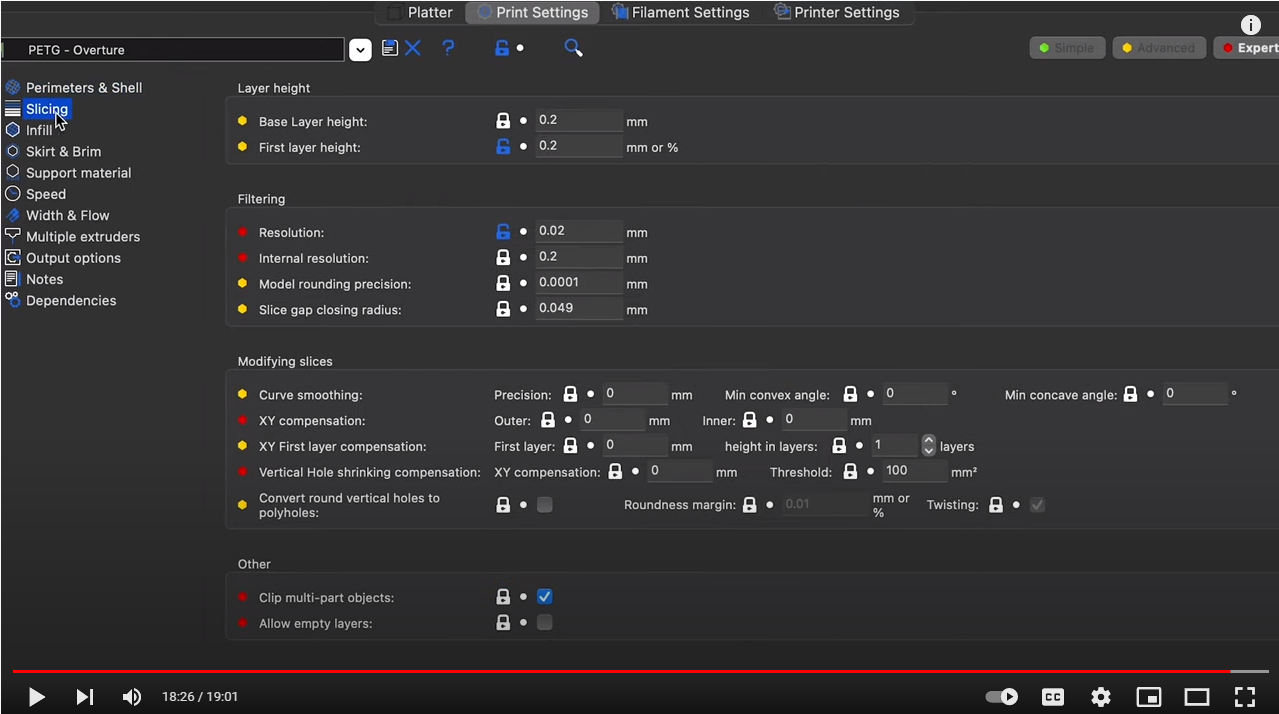 Platter Print Settings Filament Settings Printer Settings
PETG - Overture ? Simple Advanced Expert
Perimeters & Shell
Slicing
Infill
Skirt & Brim
Support material
Speed
Width & Flow
Multiple extruders
Output options
Notes
Dependencies
Layer height
Base Layer height: 0.2 mm
First layer height: 0.2 mm or %
Filtering
Resolution: 0.02 mm
Internal resolution: 0.2 mm
Model rounding precision: 0.0001 mm
Slice gap closing radius: 0.049 mm
Modifying slices
Curve smoothing: Precision: 0 mm Min convex angle: 0 ° Min concave angle: 0 °
XY compensation: Outer: 0 mm Inner: 0 mm
XY First layer compensation: First layer: 0 mm height in layers: 1 layers
Vertical Hole shrinking compensation: XY compensation: 0 mm Threshold: 100 mm²
Convert round vertical holes to
polyholes: Roundness margin: 0.01 mm or
% Twisting:
Other
Clip multi-part objects:
Allow empty layers:
18:26 / 19:01 CC